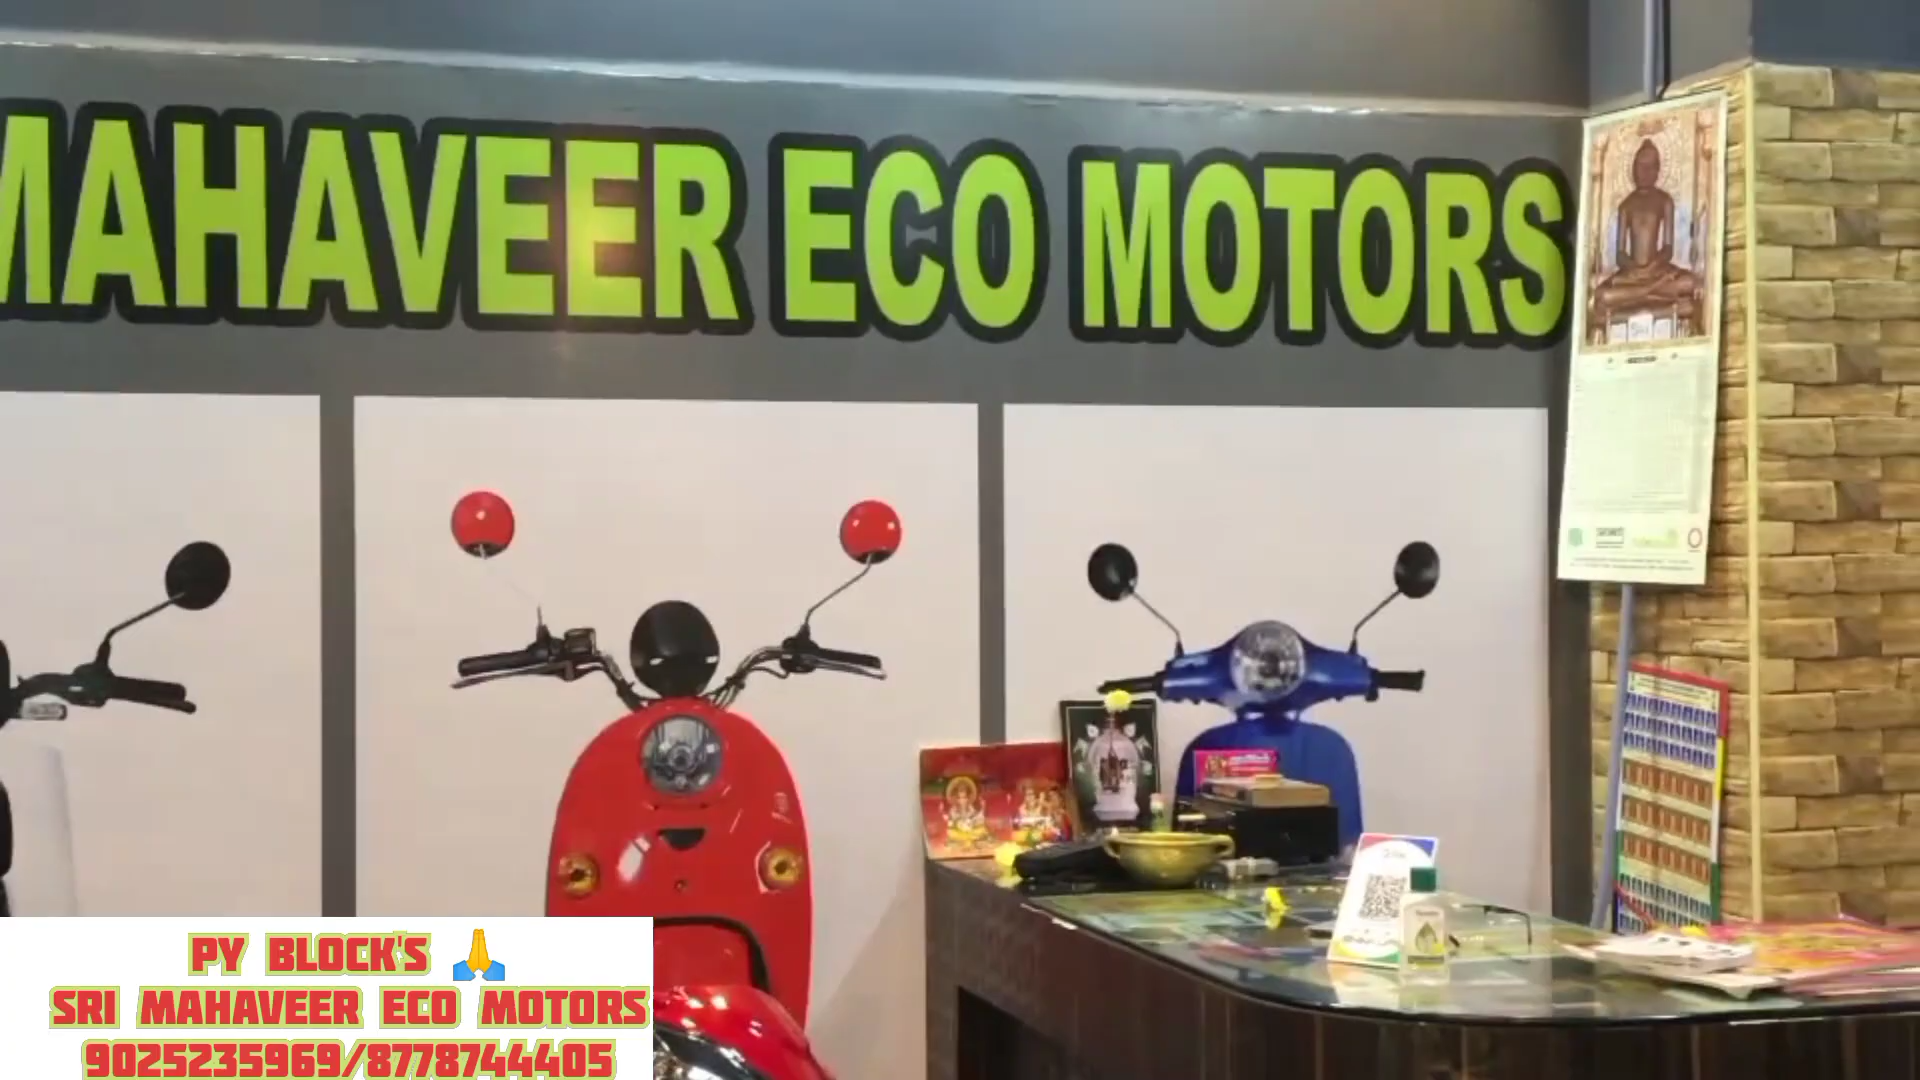 MAHAVEER ECO MOTORS
PY BLOCK'S 🙏
SRI MAHAVEER ECO MOTORS
9025235969/8778744405